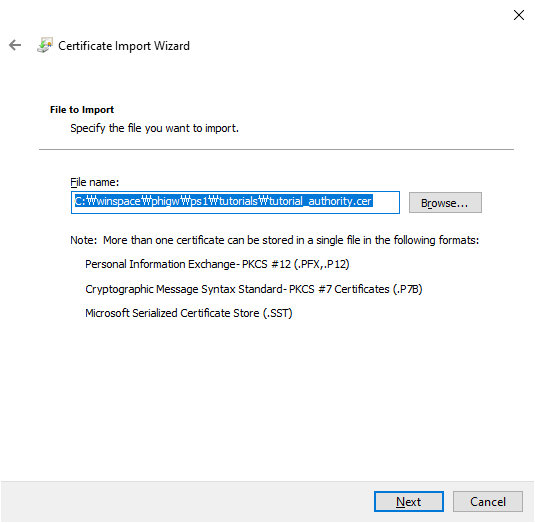 Certificate Import Wizard
File to Import
Specify the file you want to import.
File name:
C:₩winspace₩phigw₩ps1₩tutorials₩tutorial_authority.cer
Browse...
Note: More than one certificate can be stored in a single file in the following formats:
Personal Information Exchange- PKCS #12 (.PFX,.P12)
Cryptographic Message Syntax Standard- PKCS #7 Certificates (.P7B)
Microsoft Serialized Certificate Store (.SST)
Next
Cancel